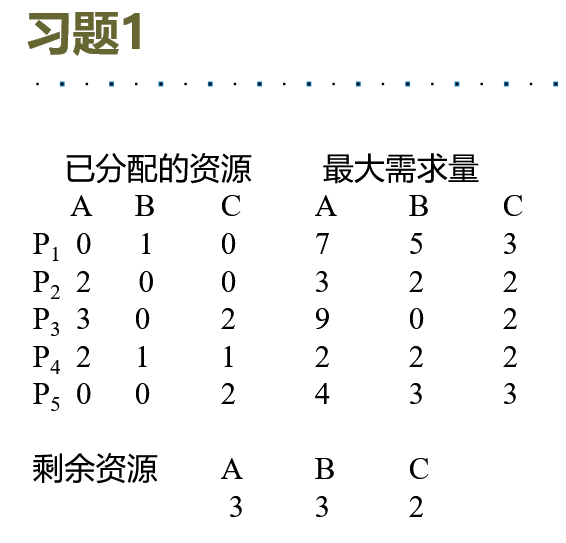 习题1
已分配的资源 最大需求量
A B C A B C
P1 0 1 0 7 5 3
P2 2 0 0 3 2 2
P3 3 0 2 9 0 2
P4 2 1 1 2 2 2
P5 0 0 2 4 3 3
剩余资源 A B C
3 3 2